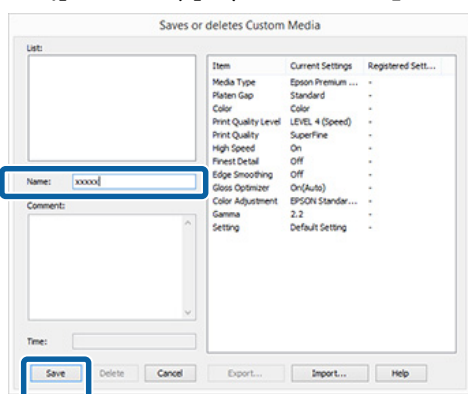 Saves or deletes Custom Media
List:
Item Current Settings Registered Sett...
Media Type Epson Premium ... -
Platen Gap Standard -
Color Color -
Print Quality Level LEVEL 4 (Speed) -
Print Quality SuperFine -
High Speed On -
Finest Detail Off -
Edge Smoothing Off -
Gloss Optimizer On(Auto) -
Color Adjustment EPSON Standar... -
Gamma 2.2 -
Setting Default Setting -
Name: xxxxx
Comment:
Time:
Save Delete Cancel Export... Import... Help